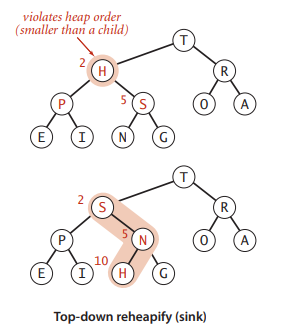 violates heap order
(smaller than a child)
T
2 H R
P 5 S O A
E I N G
T
2 S R
P 5 N O A
E I 10 H G
Top-down reheapify (sink)